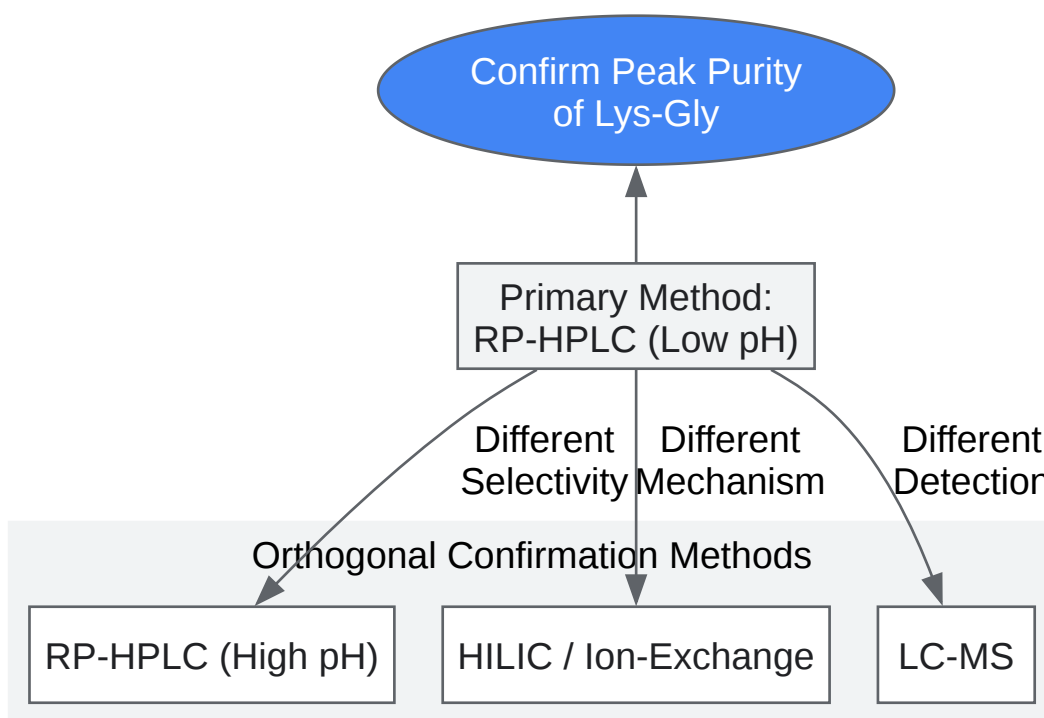 Confirm Peak Purity
of Lys-Gly
Primary Method:
RP-HPLC (Low pH)
Different
Selectivity
Different
Mechanism
Different
Detection
Orthogonal Confirmation Methods
RP-HPLC (High pH)
HILIC / Ion-Exchange
LC-MS